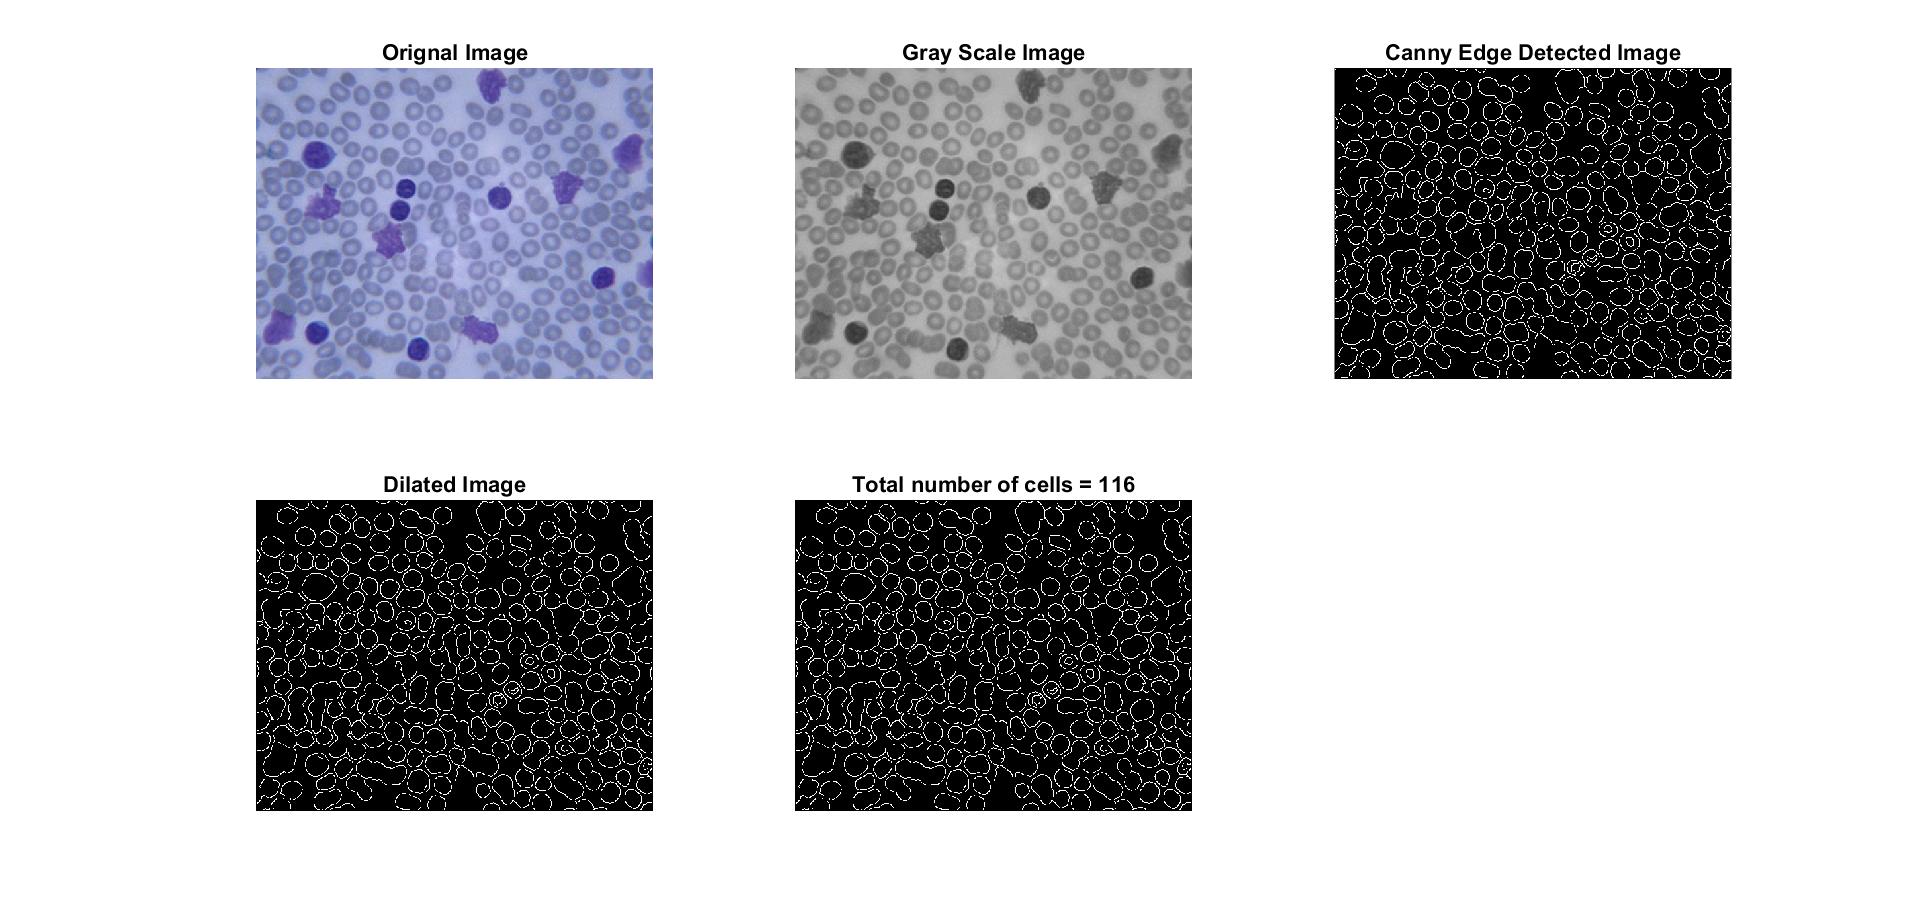 Orignal Image
Gray Scale Image
Canny Edge Detected Image
Dilated Image
Total number of cells = 116